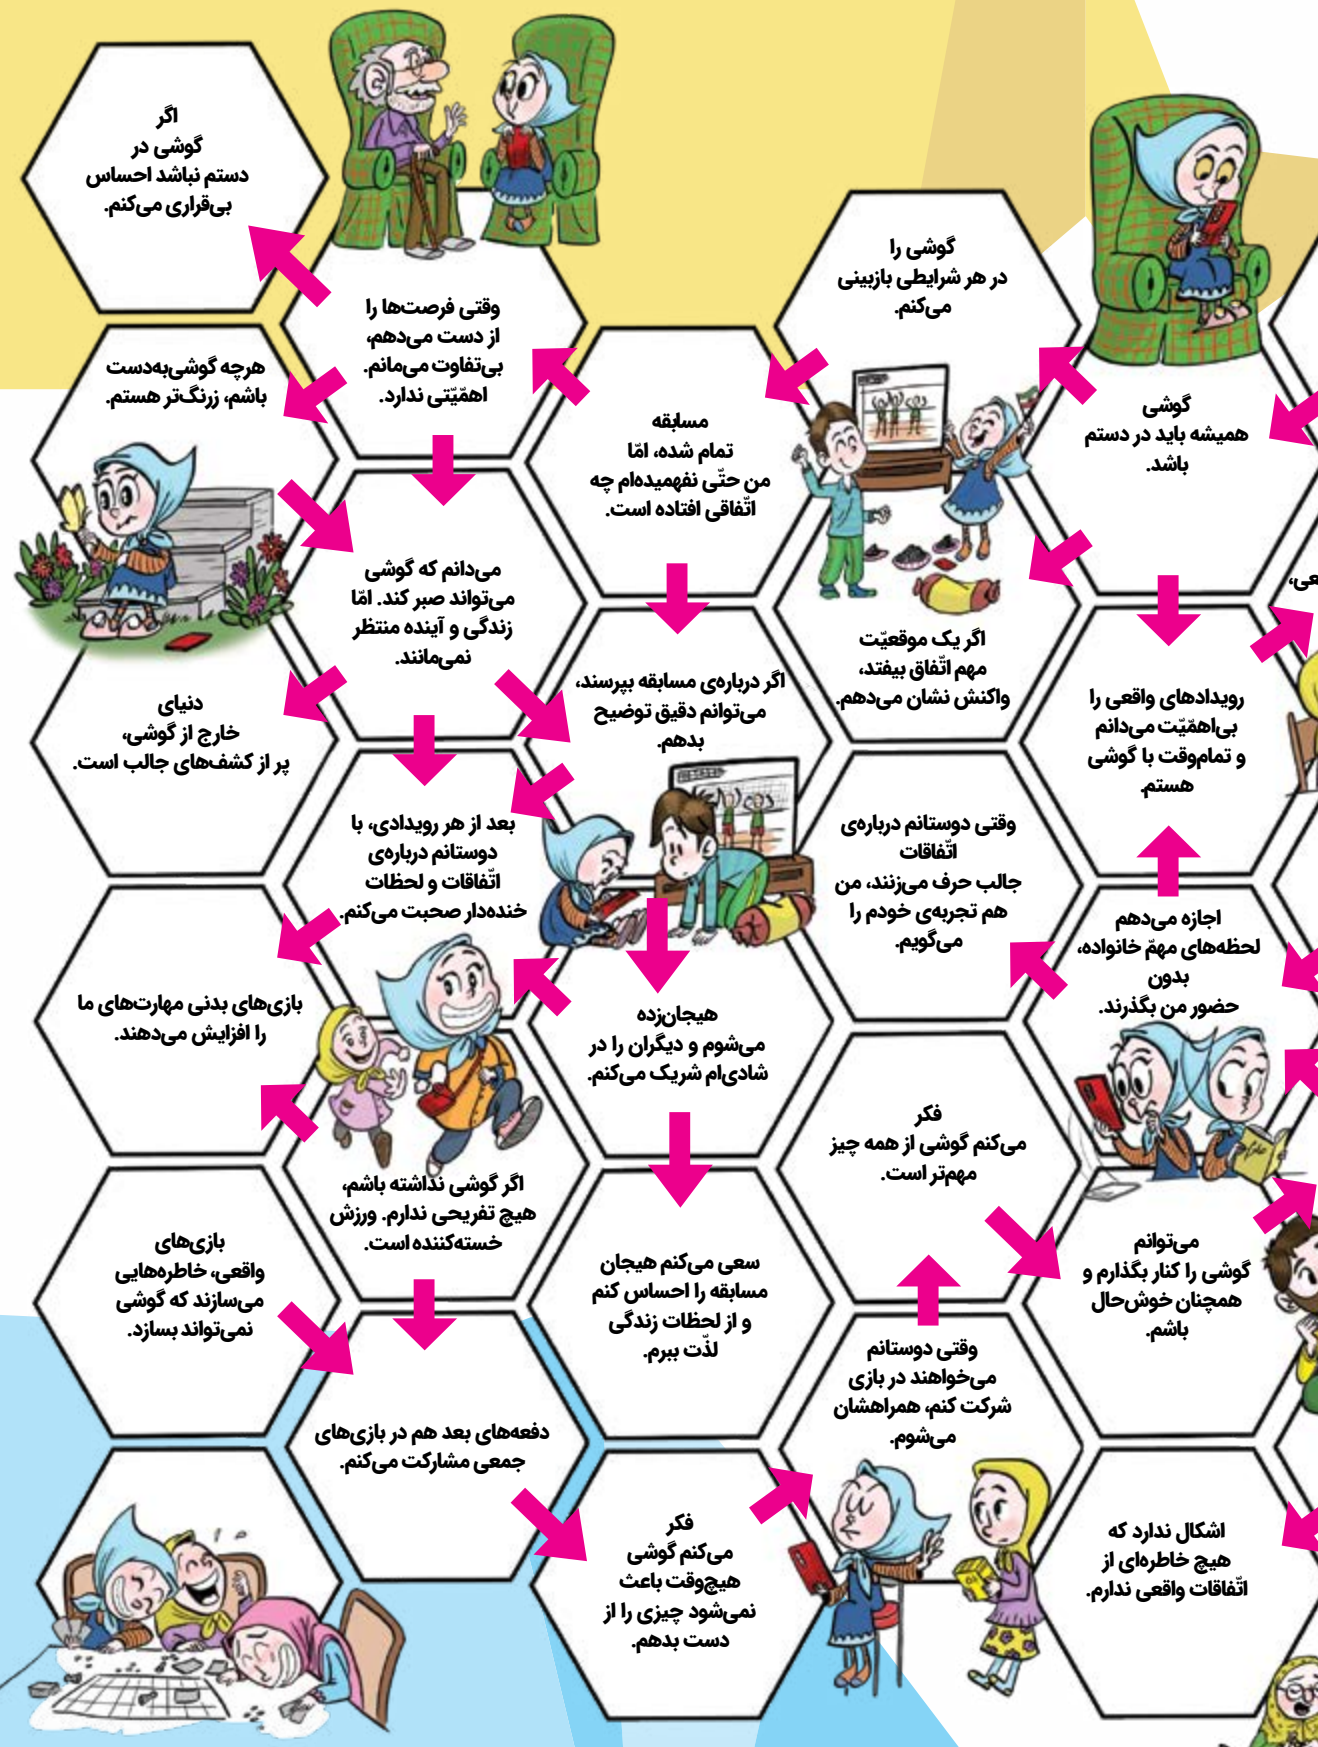 گوشی
همیشه باید در دستم
باشد.
رویدادهای واقعی را
بی‌اهمّیّت می‌دانم
و تمام‌وقت با گوشی
هستم.
اجازه می‌دهم
لحظه‌های مهمّ خانواده،
بدون
حضور من بگذرند.
می‌توانم
گوشی را کنار بگذارم و
همچنان خوش‌حال
باشم.
اشکال ندارد که
هیچ خاطره‌ای از
اتّفاقات واقعی ندارم.
گوشی را
در هر شرایطی بازبینی
می‌کنم.
اگر یک موقعیّت
مهم اتّفاق بیفتد،
واکنش نشان می‌دهم.
وقتی دوستانم درباره‌ی
اتّفاقات
جالب حرف می‌زنند، من
هم تجربه‌ی خودم را
می‌گویم.
فکر
می‌کنم گوشی از همه چیز
مهم‌تر است.
وقتی دوستانم
می‌خواهند در بازی
شرکت کنم، همراهشان
می‌شوم.
مسابقه
تمام شده، امّا
من حتّی نفهمیده‌ام چه
اتّفاقی افتاده است.
اگر درباره‌ی مسابقه بپرسند،
می‌توانم دقیق توضیح
بدهم.
هیجان‌زده
می‌شوم و دیگران را در
شادی‌ام شریک می‌کنم.
سعی می‌کنم هیجان
مسابقه را احساس کنم
و از لحظات زندگی
لذّت ببرم.
فکر
می‌کنم گوشی
هیچ‌وقت باعث
نمی‌شود چیزی را از
دست بدهم.
وقتی فرصت‌ها را
از دست می‌دهم،
بی‌تفاوت می‌مانم.
اهمّیّتی ندارد.
می‌دانم که گوشی
می‌تواند صبر کند. امّا
زندگی و آینده منتظر
نمی‌مانند.
بعد از هر رویدادی، با
دوستانم درباره‌ی
اتّفاقات و لحظات
خنده‌دار صحبت می‌کنم.
اگر گوشی نداشته باشم،
هیچ تفریحی ندارم. ورزش
خسته‌کننده است.
دفعه‌های بعد هم در بازی‌های
جمعی مشارکت می‌کنم.
اگر
گوشی در
دستم نباشد احساس
بی‌قراری می‌کنم.
هرچه گوشی‌به‌دست
باشم، زرنگ‌تر هستم.
دنیای
خارج از گوشی،
پر از کشف‌های جالب است.
بازی‌های بدنی مهارت‌های ما
را افزایش می‌دهند.
بازی‌های
واقعی، خاطره‌هایی
می‌سازند که گوشی
نمی‌تواند بسازد.